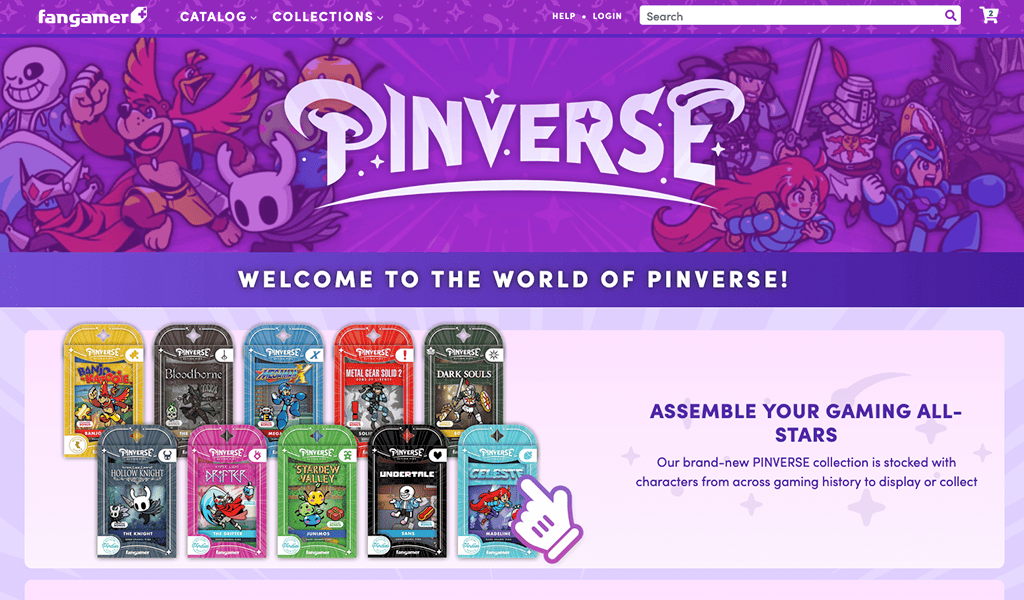 fangamer
CATALOG
COLLECTIONS
HELP • LOGIN
Search
2
PINVERSE
WELCOME TO THE WORLD OF PINVERSE!
PINVERSE
PINVERSE
PINVERSE
PINVERSE
PINVERSE
BANJO KAZOOIE
Bloodborne
MEGAMAN X
METAL GEAR SOLID 2
SONS OF LIBERTY
DARK SOULS
BANJO
THE
MEGA
SOLI
SO
PINVERSE
PINVERSE
PINVERSE
PINVERSE
PINVERSE
HOLLOW KNIGHT
HYPER LIGHT
DRIFTER
STARDEW
VALLEY
UNDERTALE
CELESTE
THE KNIGHT
THE DRIFTER
JUNIMOS
SANS
MADELINE
fangamer
fangamer
fangamer
fangamer
ASSEMBLE YOUR GAMING ALL-
STARS
Our brand-new PINVERSE collection is stocked with
characters from across gaming history to display or collect